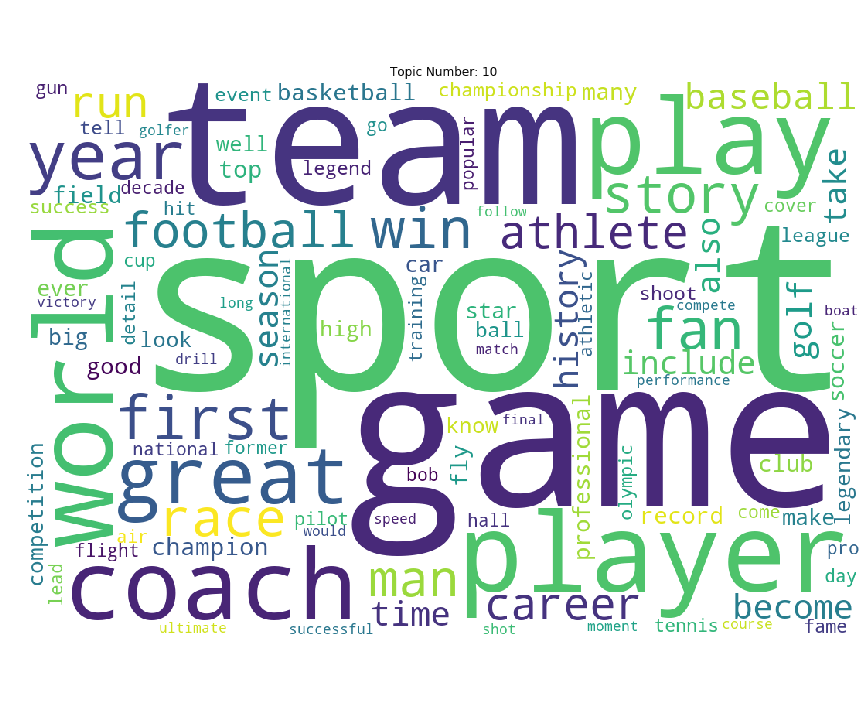 Topic Number: 10
gun
run
team
event
basketball
championship
many
baseball
tell
golfer
year
well
top
go
legend
popular
play
field
decade
story
take
success
hit
football
win
follow
athlete
cover
also
league
world
cup
sport
ever
victory
detail
long
season
international
car
training
star
ball
match
history
athletic
shoot
compete
fan
golf
boat
big
look
high
good
drill
include
performance
soccer
game
first
know
final
national
former
great
bob
fly
professional
olympic
club
legendary
competition
race
pilot
speed
hall
record
come
make
air
would
flight
champion
pro
lead
coach
man
player
day
time
career
become
ultimate
successful
shot
moment
tennis
course
fame